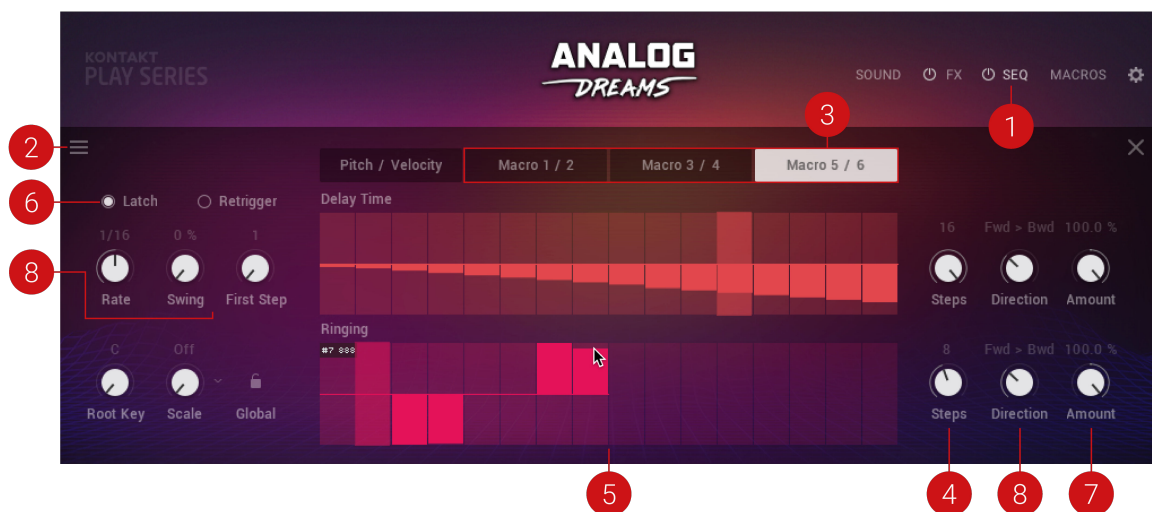 KONTAKT
PLAY SERIES
ANALOG
DREAMS
SOUND FX SEQ MACROS
3
1
2
Pitch / Velocity Macro 1 / 2 Macro 3 / 4 Macro 5 / 6
6
Latch Retrigger
Delay Time
1/16 0 % 1
16 Fwd > Bwd 100.0 %
8
Rate Swing First Step
Steps Direction Amount
Ringing
#7 888
C Off
8 Fwd > Bwd 100.0 %
Root Key Scale Global
Steps Direction Amount
5
4
8
7